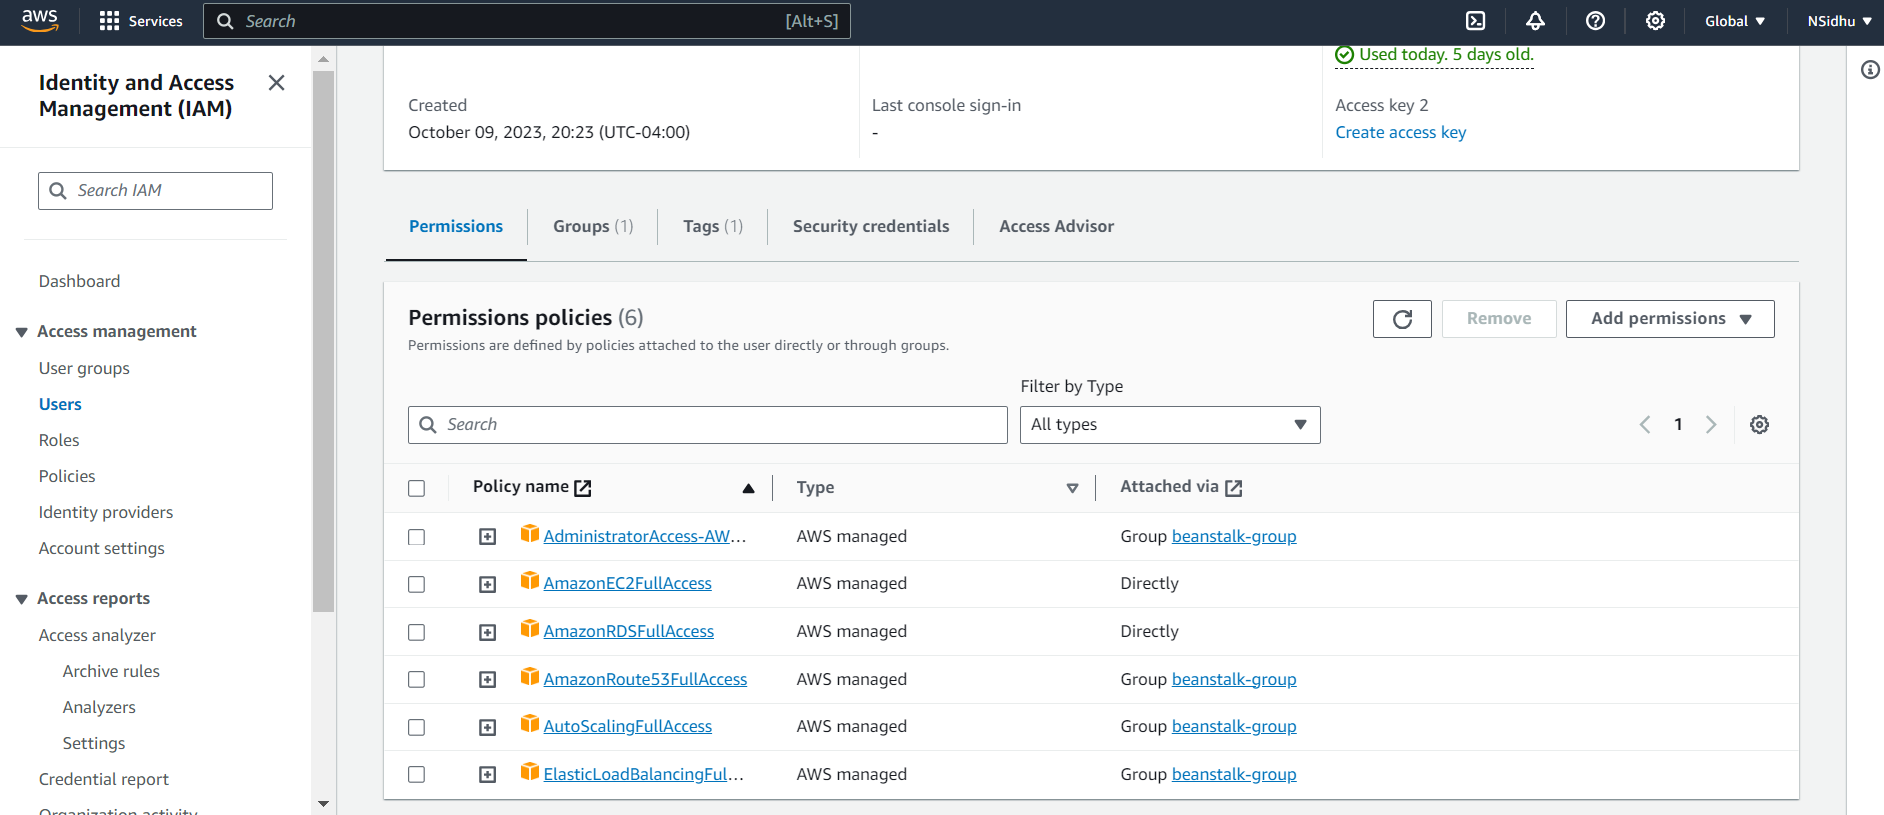 aws Services Search [Alt+S] Global NSidhu
Identity and Access
Management (IAM)
Search IAM
Dashboard
Access management
User groups
Users
Roles
Policies
Identity providers
Account settings
Access reports
Access analyzer
Archive rules
Analyzers
Settings
Credential report
Organization activity
Used today. 5 days old.
Created
October 09, 2023, 20:23 (UTC-04:00)
Last console sign-in
-
Access key 2
Create access key
Permissions Groups (1) Tags (1) Security credentials Access Advisor
Permissions policies (6)
Permissions are defined by policies attached to the user directly or through groups.
Remove Add permissions
Filter by Type
Search All types 1
Policy name Type Attached via
AdministratorAccess-AW... AWS managed Group beanstalk-group
AmazonEC2FullAccess AWS managed Directly
AmazonRDSFullAccess AWS managed Directly
AmazonRoute53FullAccess AWS managed Group beanstalk-group
AutoScalingFullAccess AWS managed Group beanstalk-group
ElasticLoadBalancingFul... AWS managed Group beanstalk-group